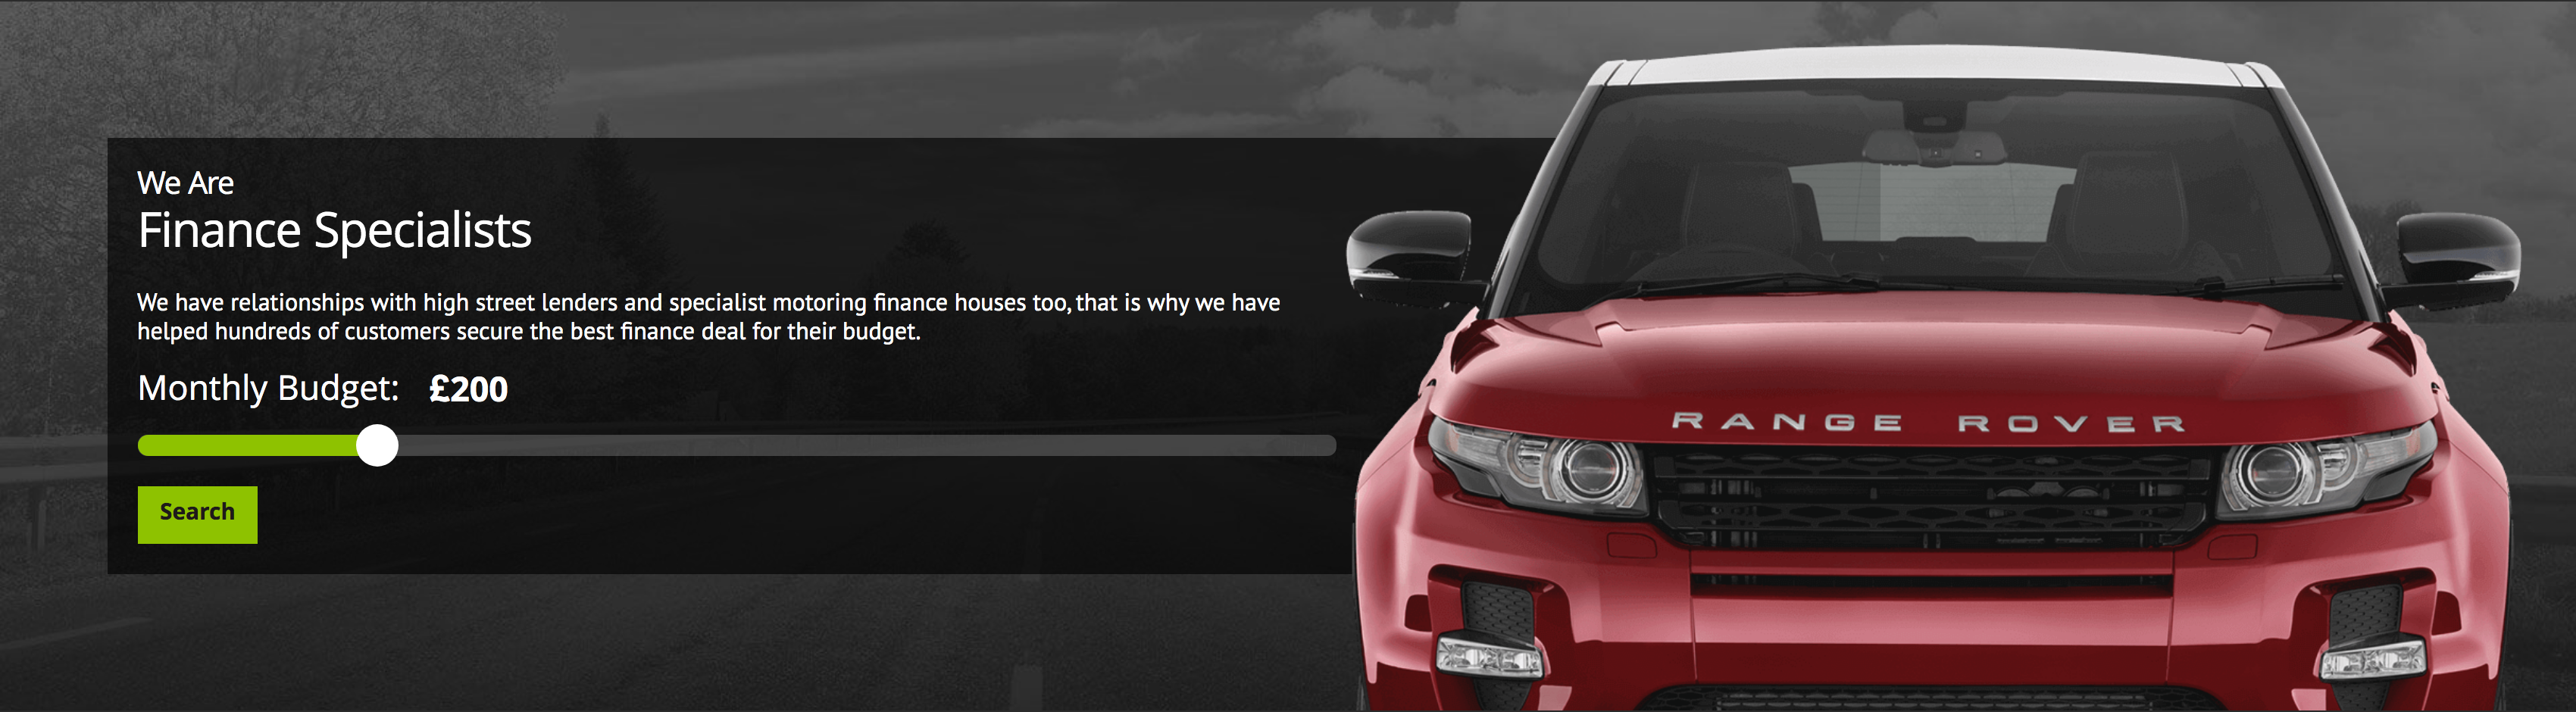 We Are
Finance Specialists
We have relationships with high street lenders and specialist motoring finance houses too, that is why we have
helped hundreds of customers secure the best finance deal for their budget.
Monthly Budget: £200
Search
RANGE ROVER